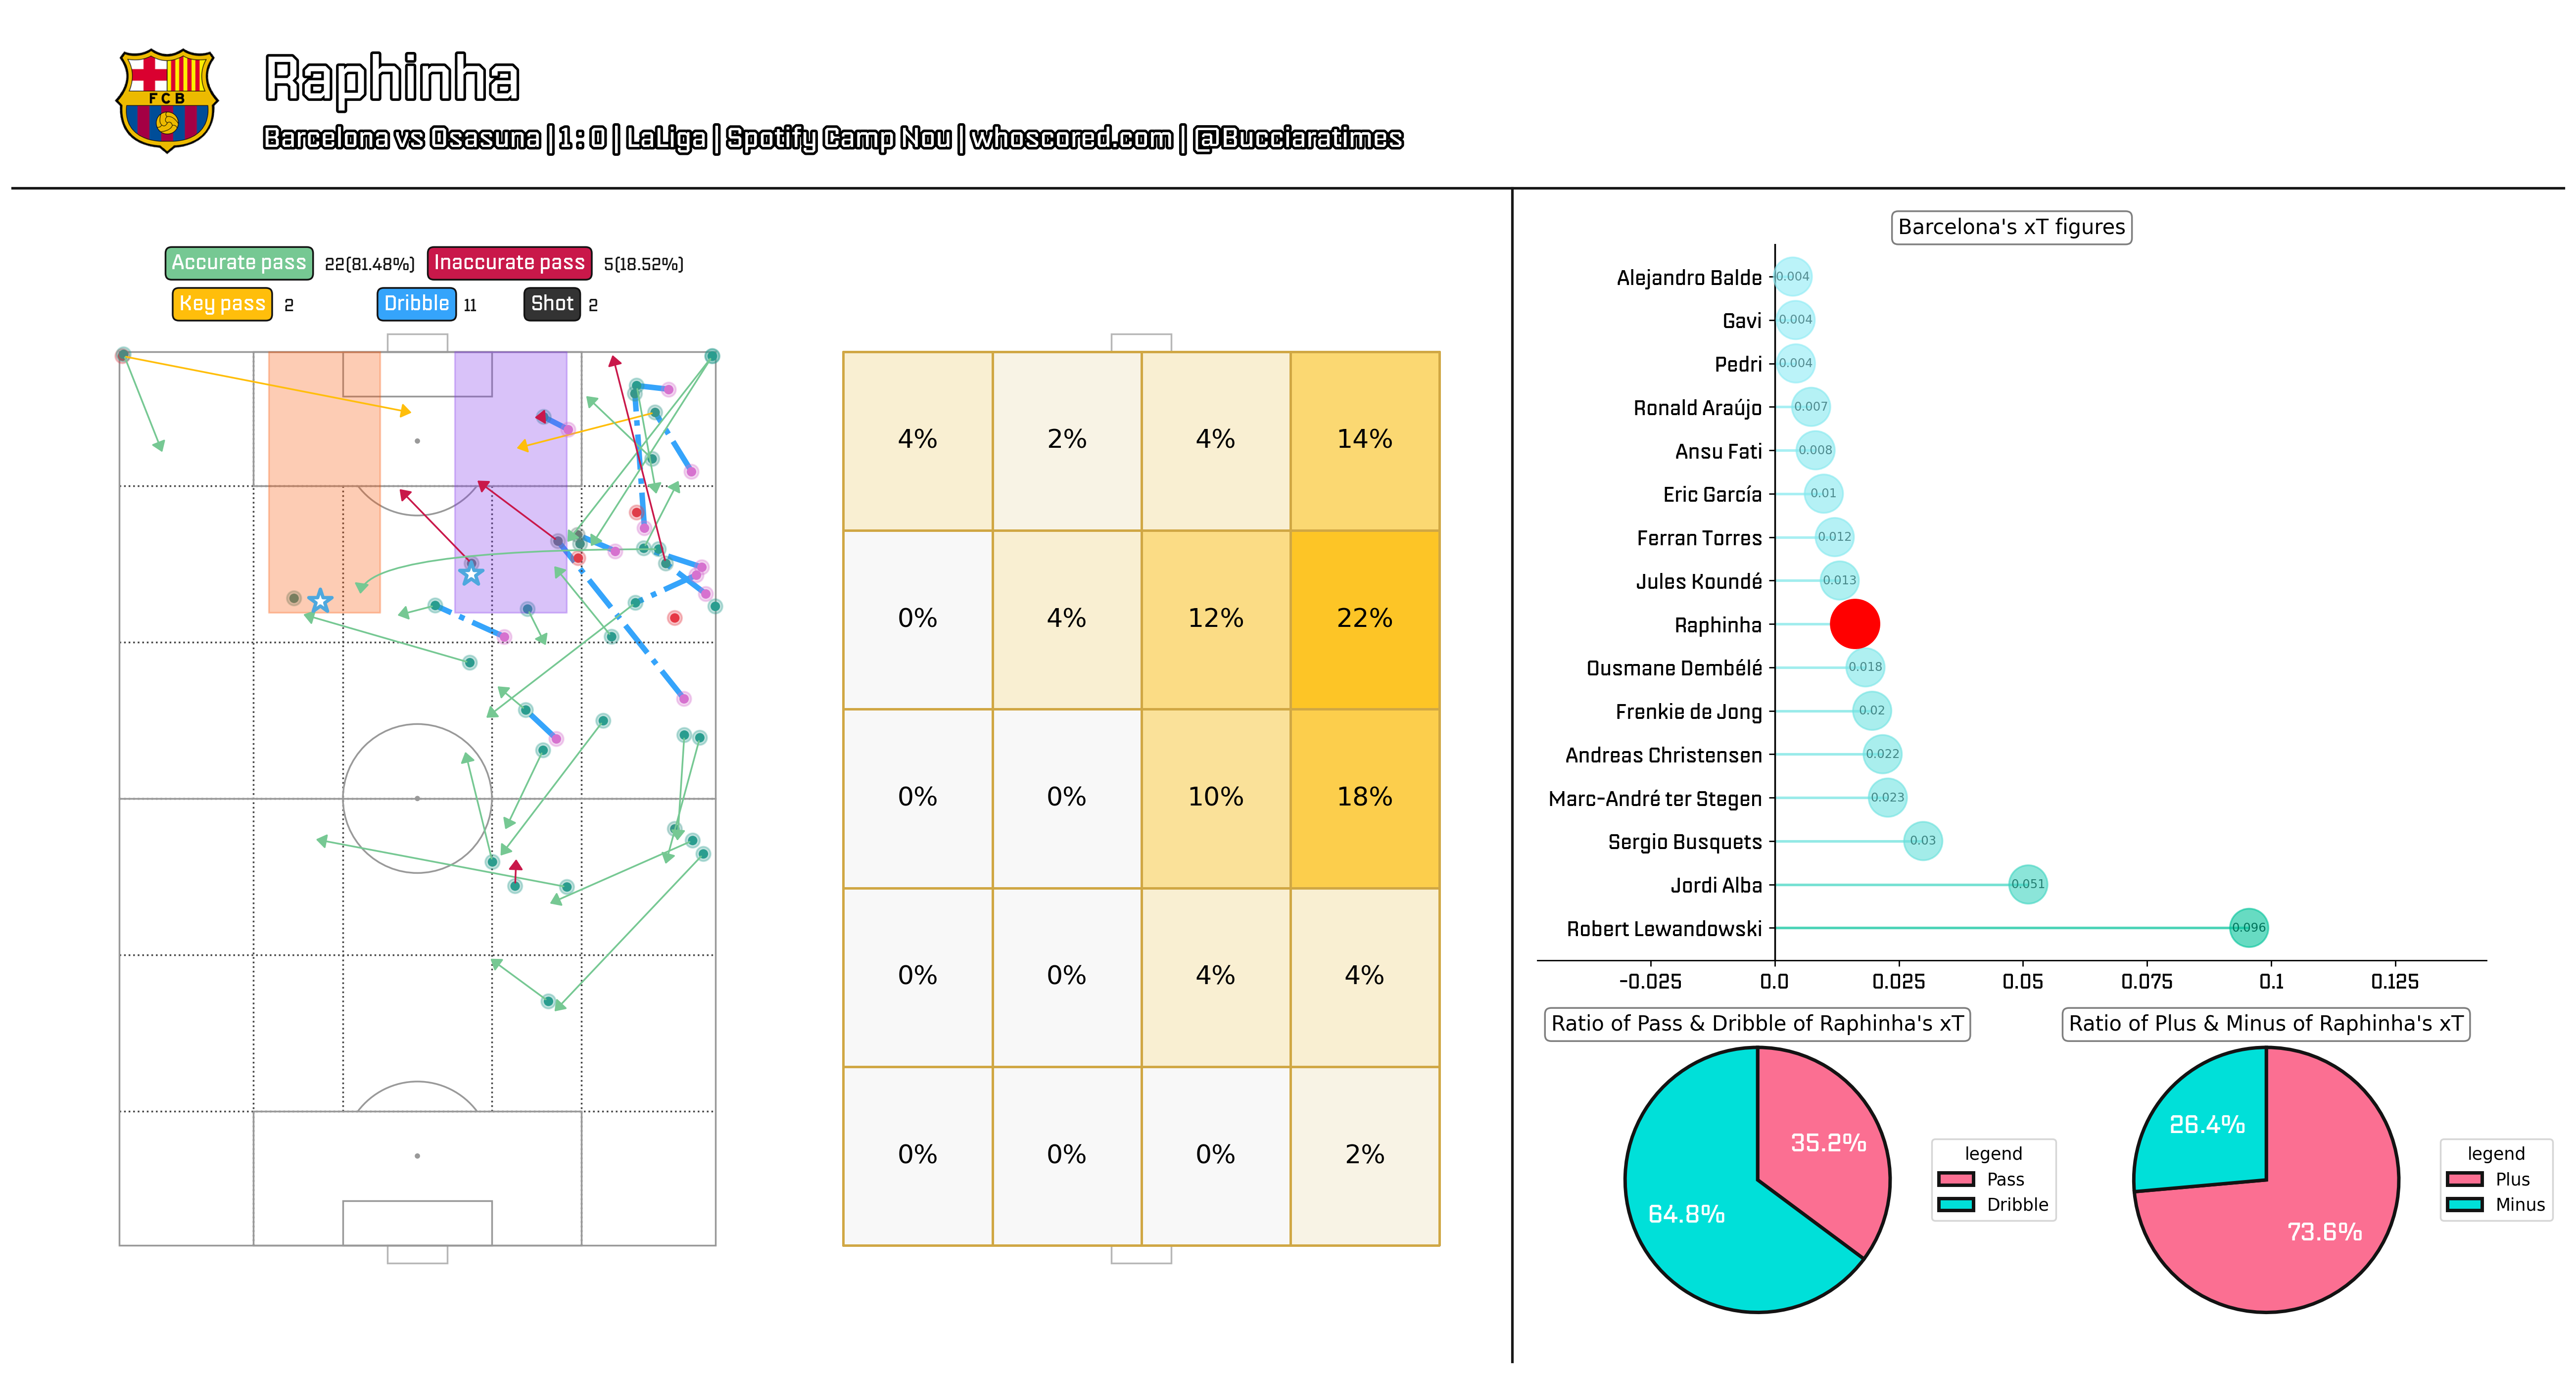 FCB
Raphinha
Barcelona vs Osasuna | 1 : 0 | LaLiga | Spotify Camp Nou | whoscored.com | @Bucciaratimes
Accurate pass 22(81.48%) Inaccurate pass 5(18.52%)
Key pass 2 Dribble 11 Shot 2
4% 2% 4% 14%
0% 4% 12% 22%
0% 0% 10% 18%
0% 0% 4% 4%
0% 0% 0% 2%
Barcelona's xT figures
Alejandro Balde 0.004
Gavi 0.004
Pedri 0.004
Ronald Araújo 0.007
Ansu Fati 0.008
Eric García 0.01
Ferran Torres 0.012
Jules Koundé 0.013
Raphinha
Ousmane Dembélé 0.018
Frenkie de Jong 0.02
Andreas Christensen 0.022
Marc-André ter Stegen 0.023
Sergio Busquets 0.03
Jordi Alba 0.051
Robert Lewandowski 0.096
-0.025 0.0 0.025 0.05 0.075 0.1 0.125
Ratio of Pass & Dribble of Raphinha's xT
35.2%
64.8%
legend
Pass
Dribble
Ratio of Plus & Minus of Raphinha's xT
26.4%
73.6%
legend
Plus
Minus